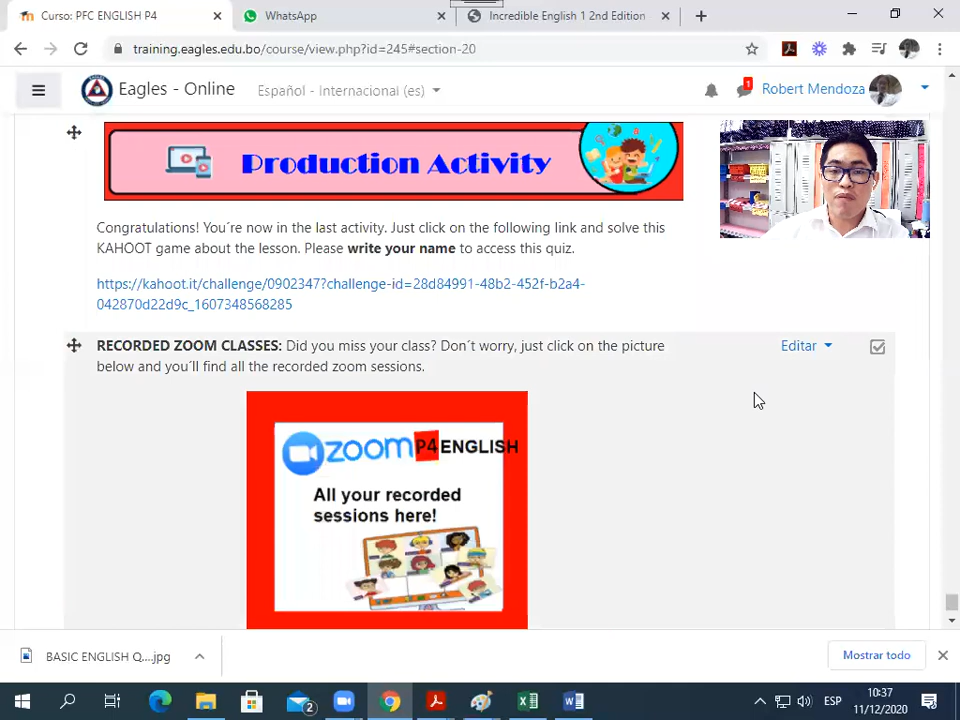 Curso: PFC ENGLISH P4
WhatsApp
Incredible English 1 2nd Edition
training.eagles.edu.bo/course/view.php?id=245#section-20
Eagles - Online
Español - Internacional (es)
1
Robert Mendoza
Production Activity
Congratulations! You´re now in the last activity. Just click on the following link and solve this
KAHOOT game about the lesson. Please write your name to access this quiz.
https://kahoot.it/challenge/0902347?challenge-id=28d84991-48b2-452f-b2a4-
042870d22d9c_1607348568285
RECORDED ZOOM CLASSES: Did you miss your class? Don´t worry, just click on the picture
below and you´ll find all the recorded zoom sessions.
Editar
zoom P4 ENGLISH
All your recorded
sessions here!
BASIC ENGLISH Q....jpg
Mostrar todo
2
ESP
10:37
11/12/2020